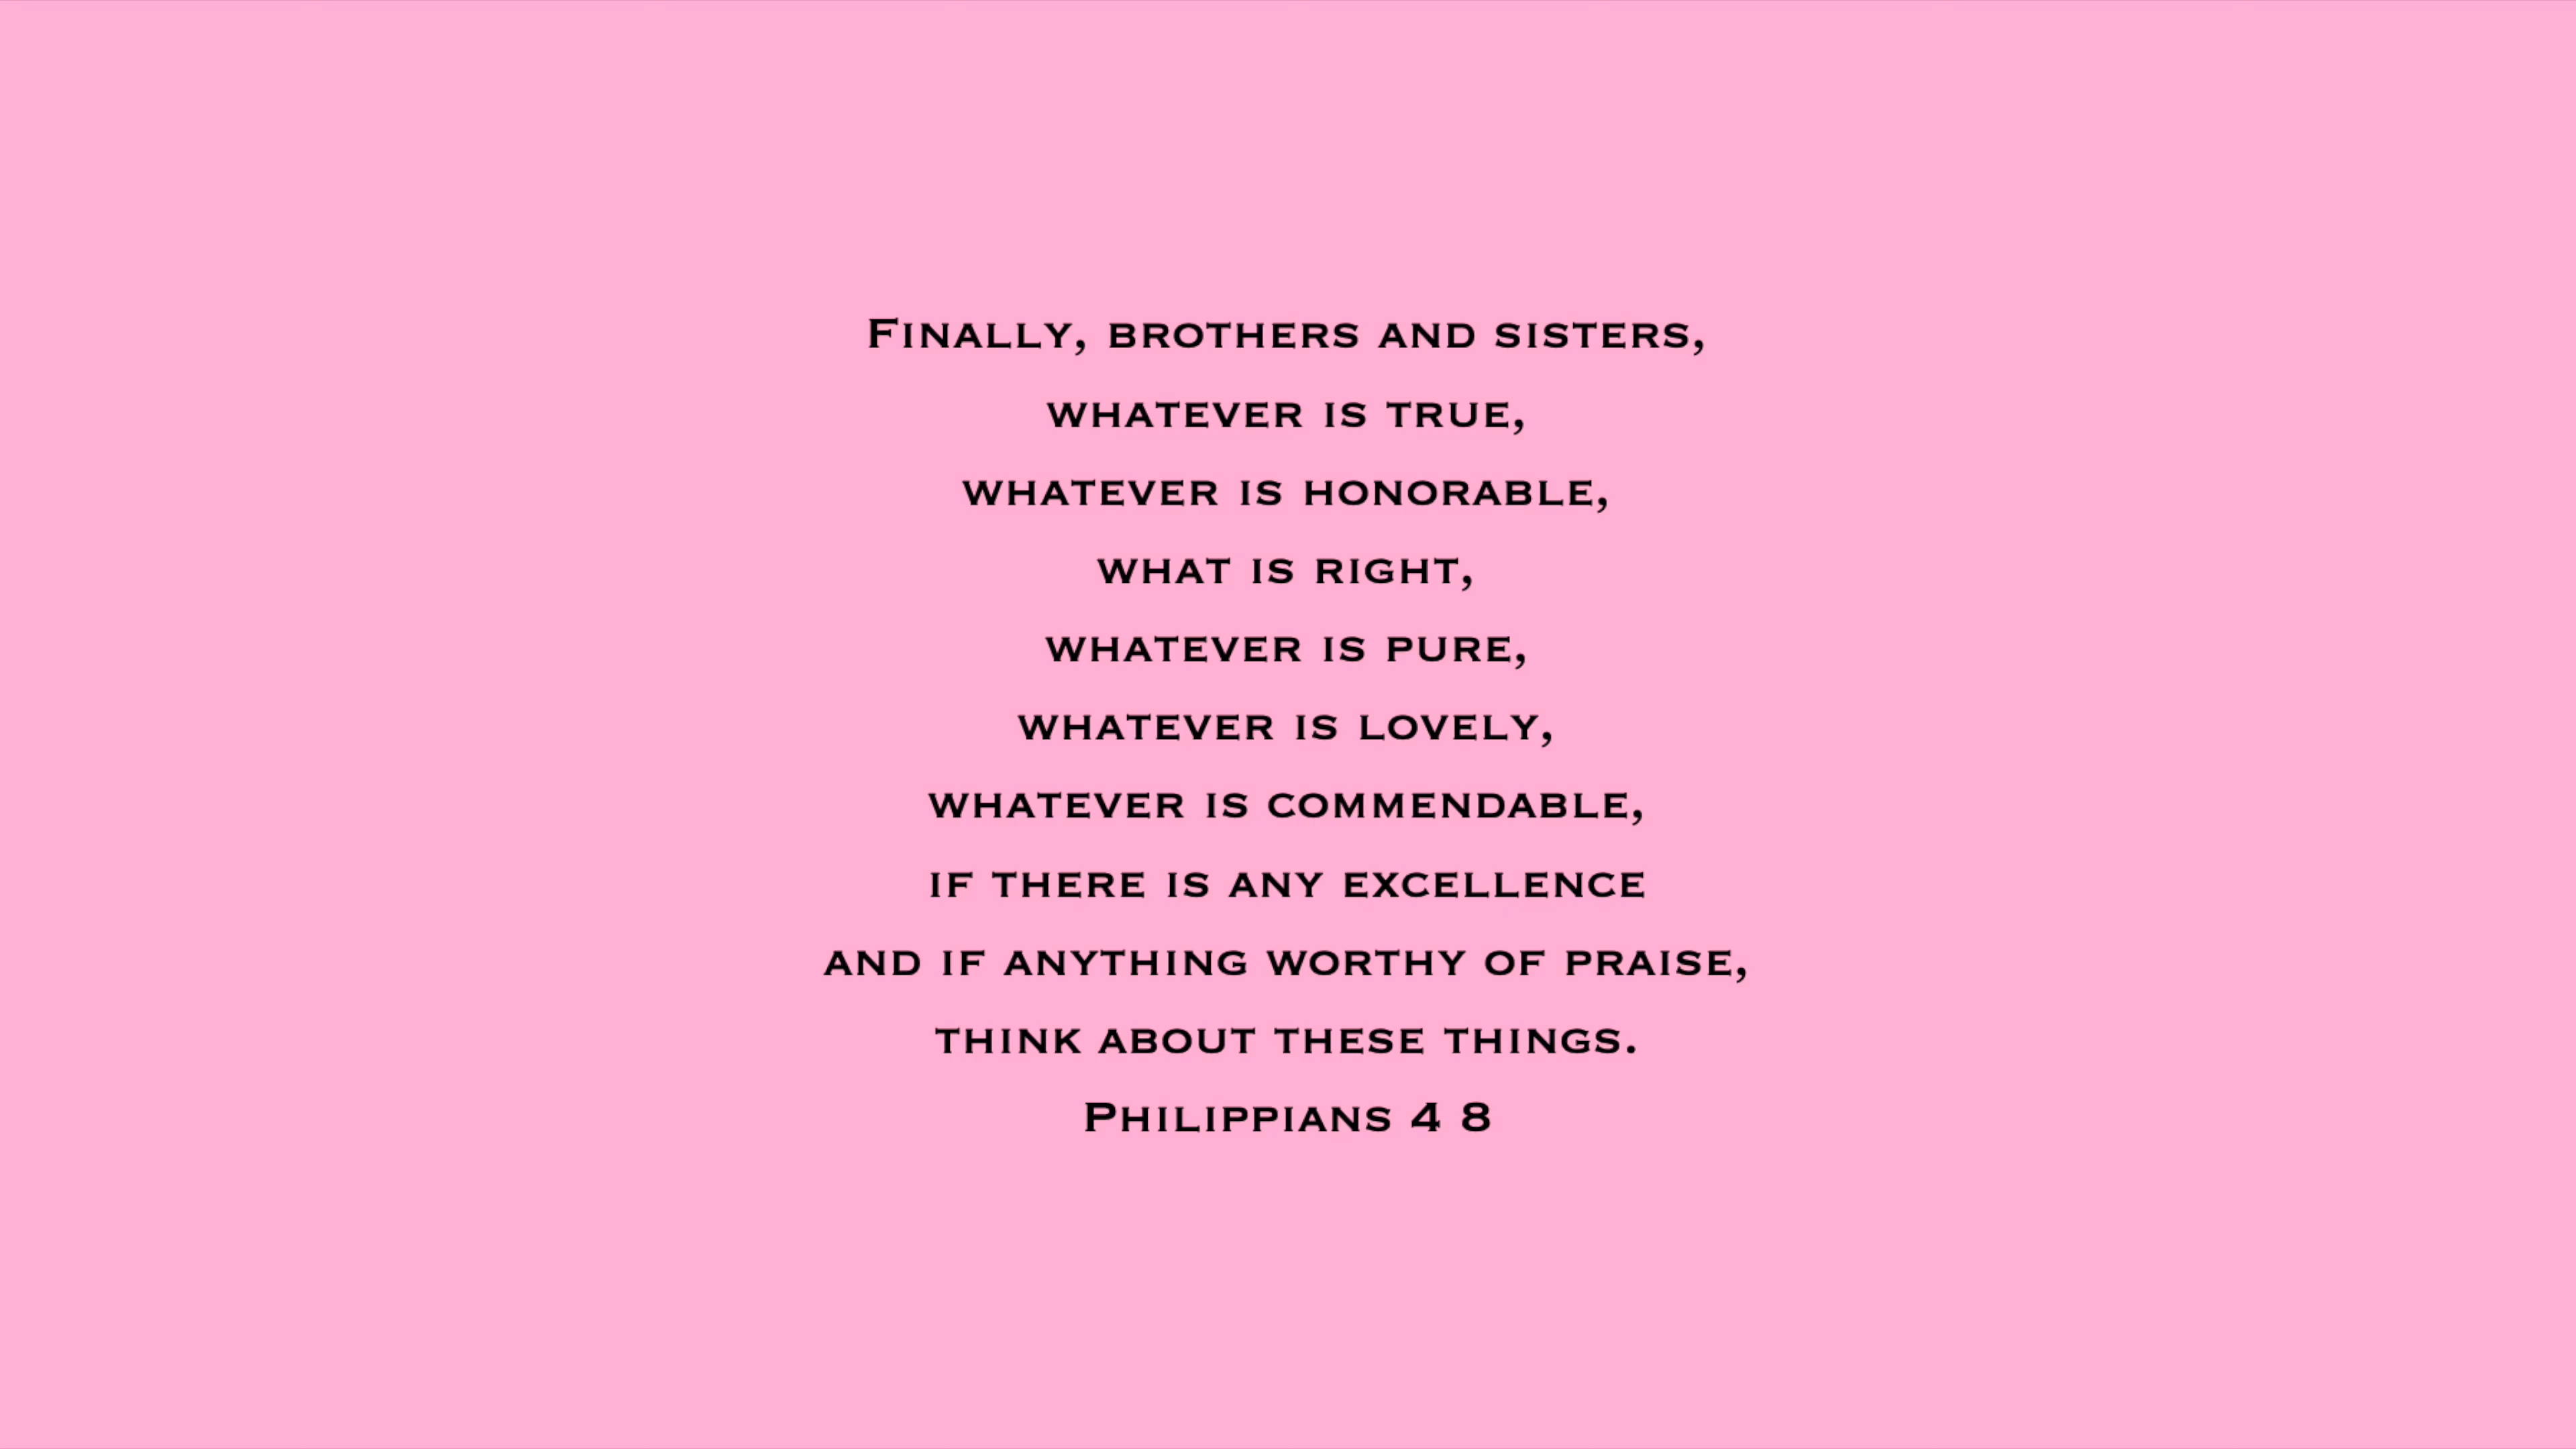 Finally, brothers and sisters,
whatever is true,
whatever is honorable,
what is right,
whatever is pure,
whatever is lovely,
whatever is commendable,
if there is any excellence
and if anything worthy of praise,
think about these things.
Philippians 4 8